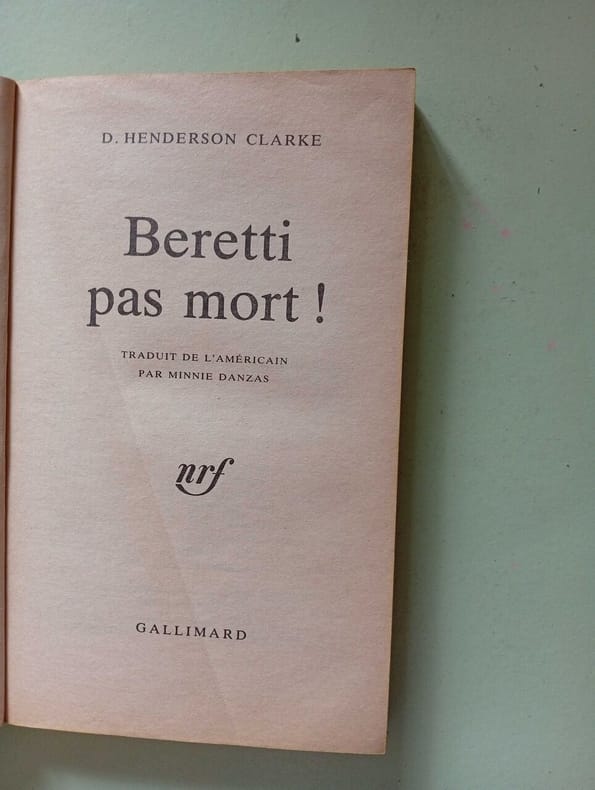 D. HENDERSON CLARKE
Beretti
pas mort !
TRADUIT DE L'AMÉRICAIN
PAR MINNIE DANZAS
nrf
GALLIMARD